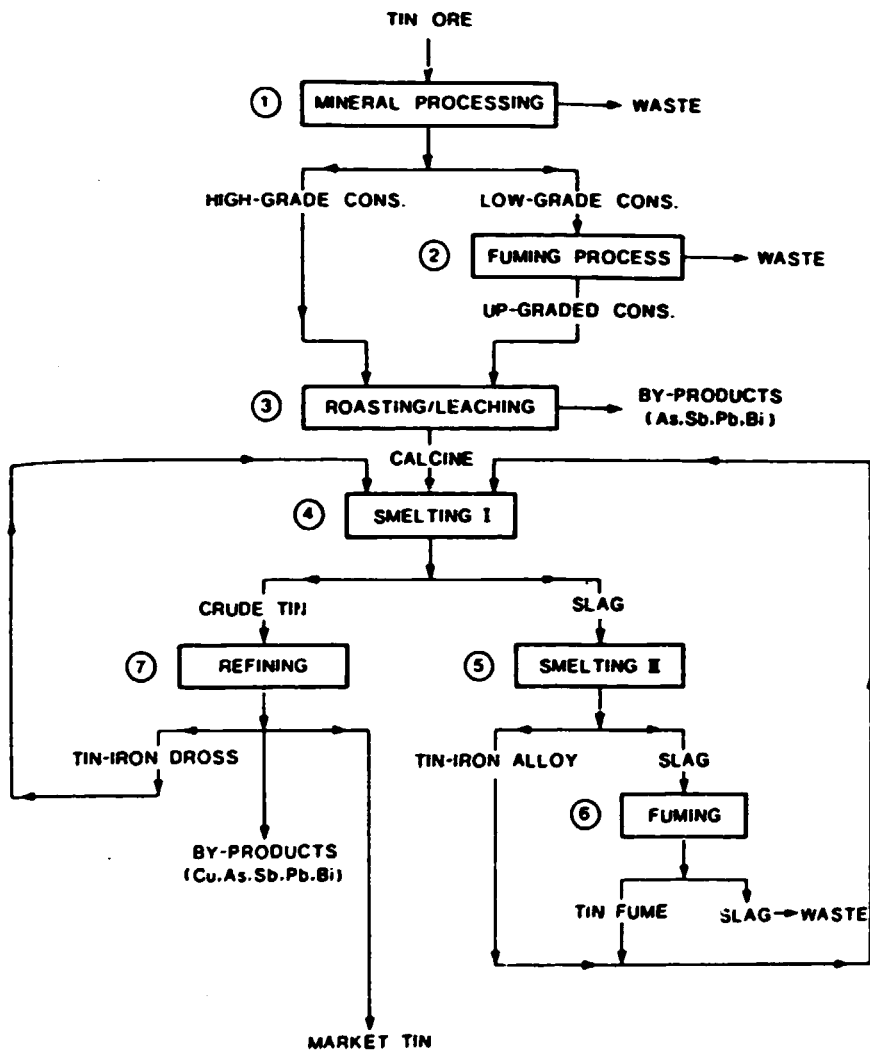 TIN ORE
① MINERAL PROCESSING WASTE
HIGH-GRADE CONS. LOW-GRADE CONS.
② FUMING PROCESS WASTE
UP-GRADED CONS.
③ ROASTING/LEACHING BY-PRODUCTS
(As.Sb.Pb.Bi)
CALCINE
④ SMELTING I
CRUDE TIN SLAG
⑦ REFINING ⑤ SMELTING II
TIN-IRON DROSS TIN-IRON ALLOY SLAG
⑥ FUMING
BY-PRODUCTS
(Cu.As.Sb.Pb.Bi)
TIN FUME SLAG WASTE
MARKET TIN